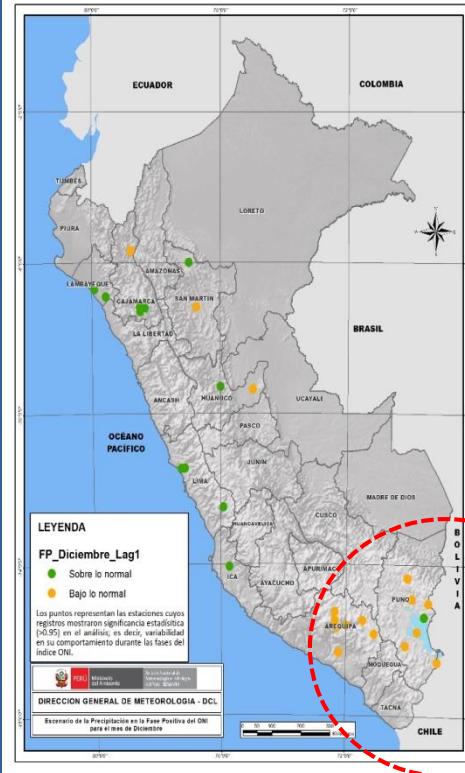 ECUADOR
COLOMBIA
TUMBES
PIURA
LORETO
LAMBAYEQUE
CAJAMARCA
AMAZONAS
SAN MARTIN
LA LIBERTAD
BRASIL
ANCASH
HUANUCO
UCAYALI
PASCO
OCÉANO
PACÍFICO
JUNIN
LIMA
MADRE DE DIOS
CUSCO
HUANCAVELICA
ICA
AYACUCHO
APURIMAC
PUNO
AREQUIPA
MOQUEGUA
TACNA
BOLIVIA
CHILE
LEYENDA
FP_Diciembre_Lag1
Sobre lo normal
Bajo lo normal
Los puntos representan las estaciones cuyos
registros mostraron significancia estadísitica
(>0.95) en el análisis; es decir, variabilidad
en su comportamiento durante las fases del
índice ONI.
PERÚ
Ministerio
del Ambiente
DIRECCION GENERAL DE METEOROLOGIA - DCL
Escenario de la Precipitación en la Fase Positiva del ONI
para el mes de Diciembre